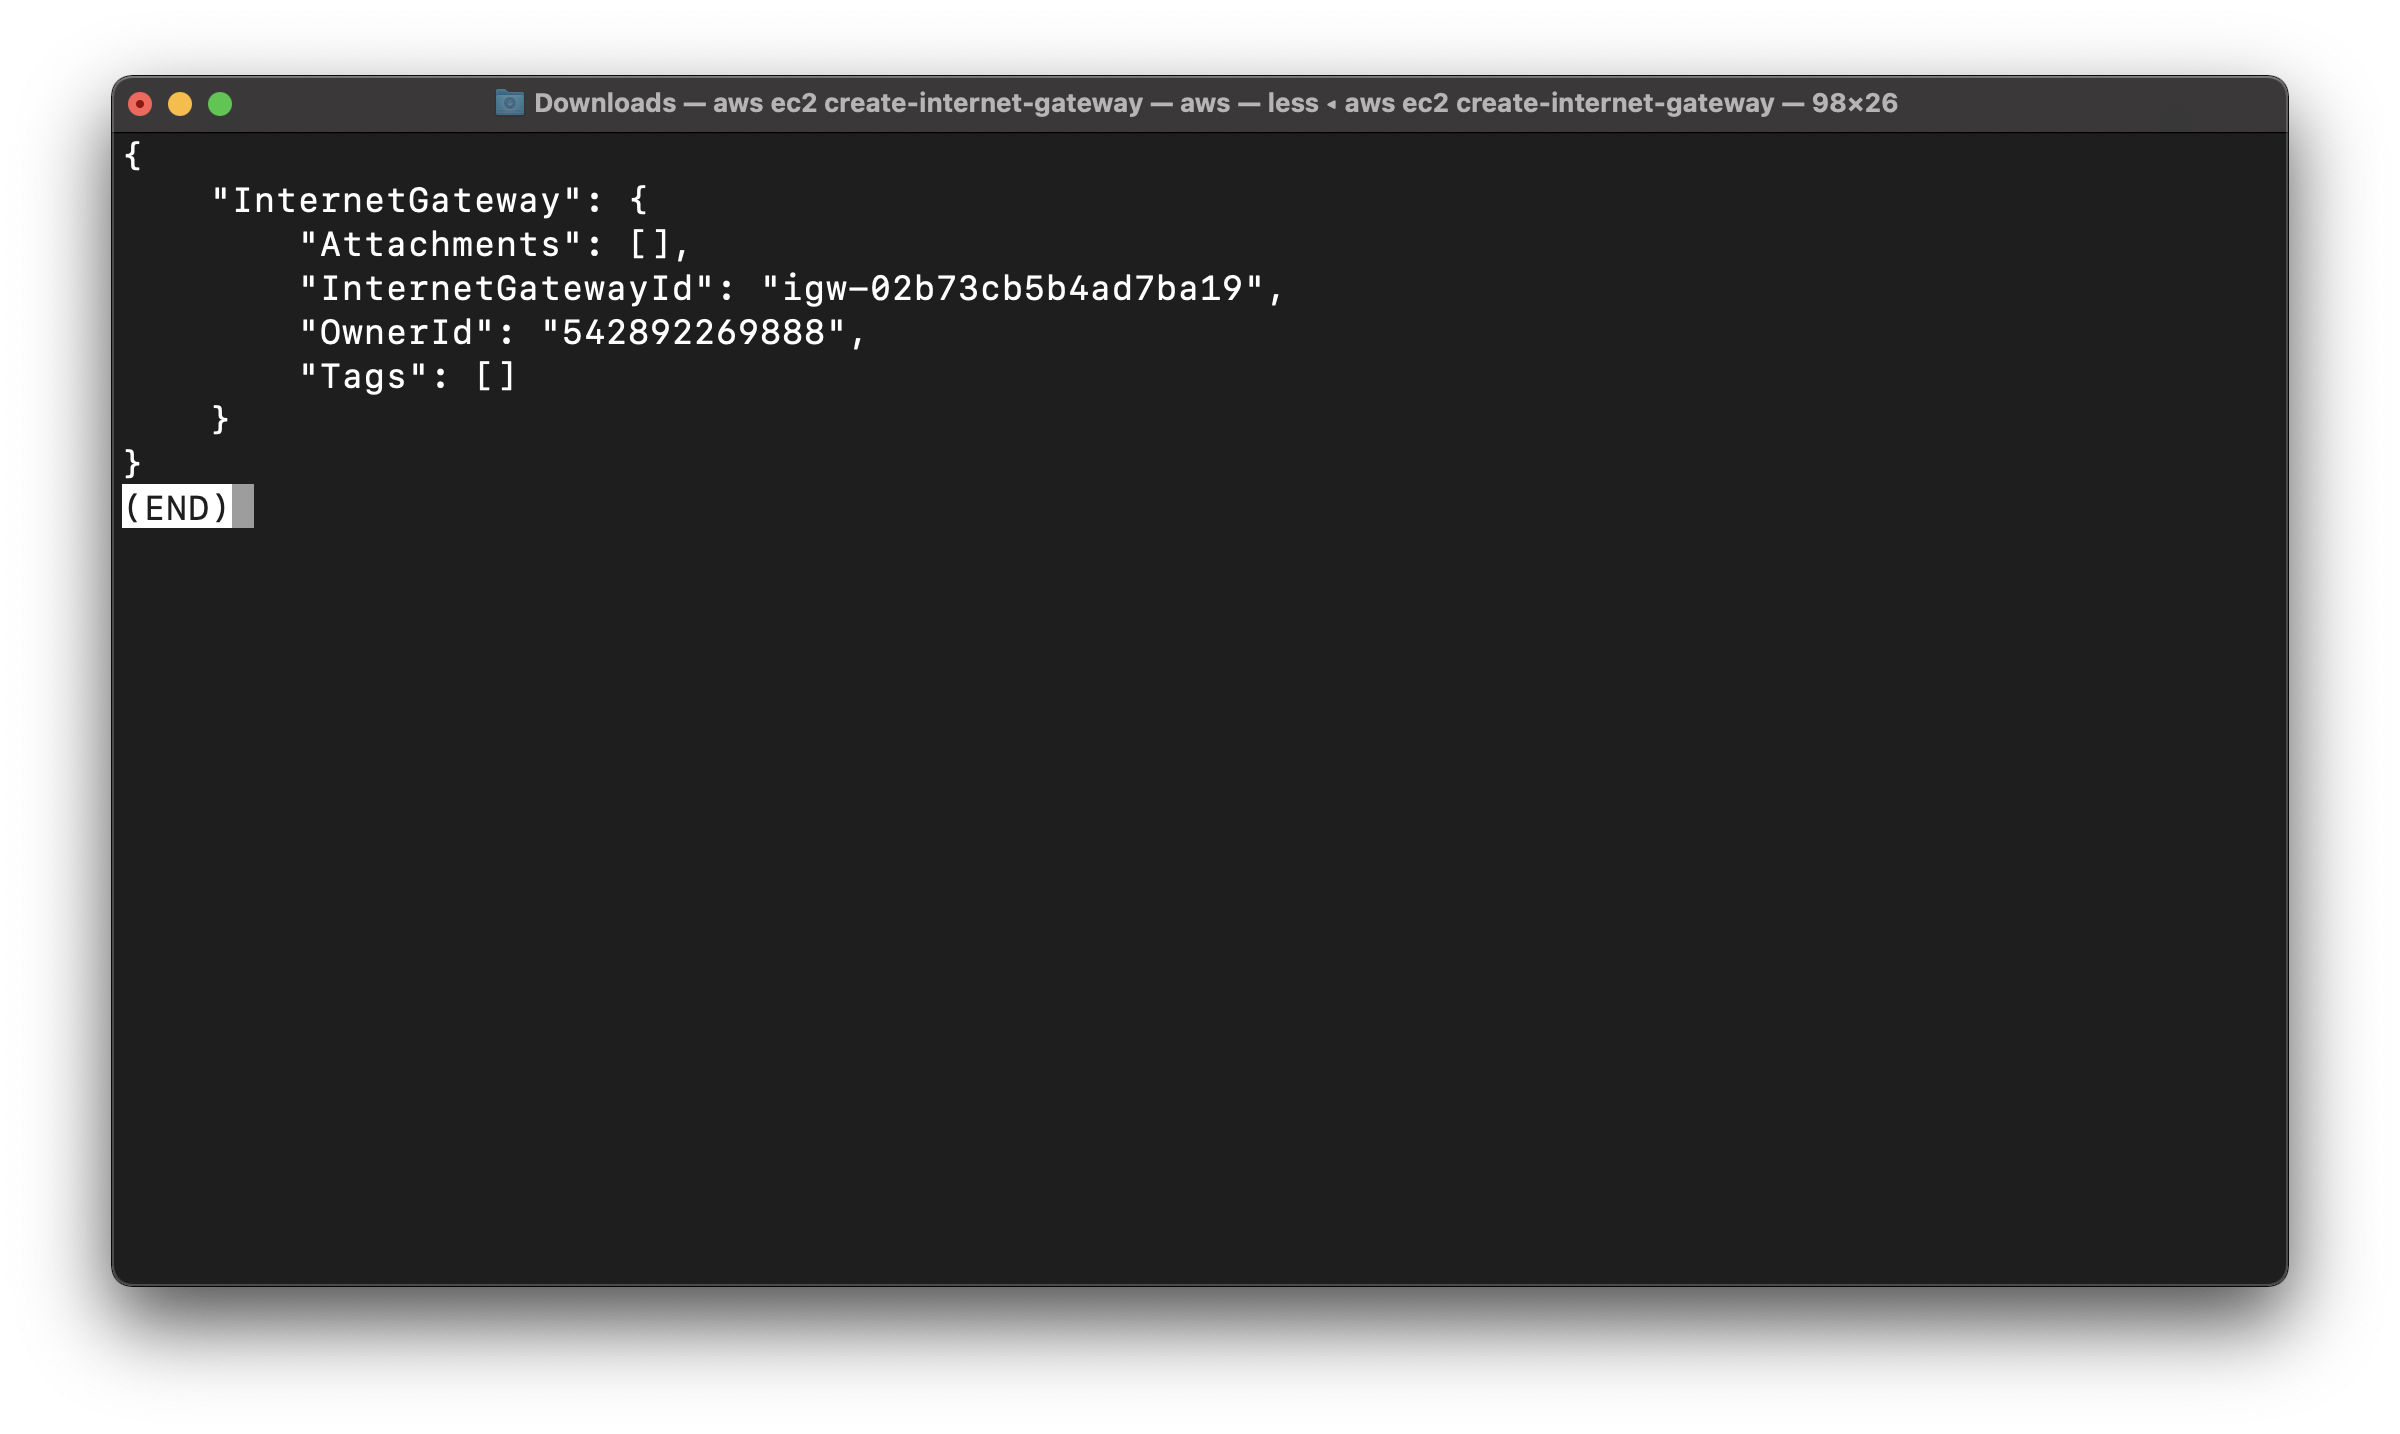 Downloads — aws ec2 create-internet-gateway — aws — less ◂ aws ec2 create-internet-gateway — 98×26
{
    "InternetGateway": {
        "Attachments": [],
        "InternetGatewayId": "igw-02b73cb5b4ad7ba19",
        "OwnerId": "542892269888",
        "Tags": []
    }
}
(END)